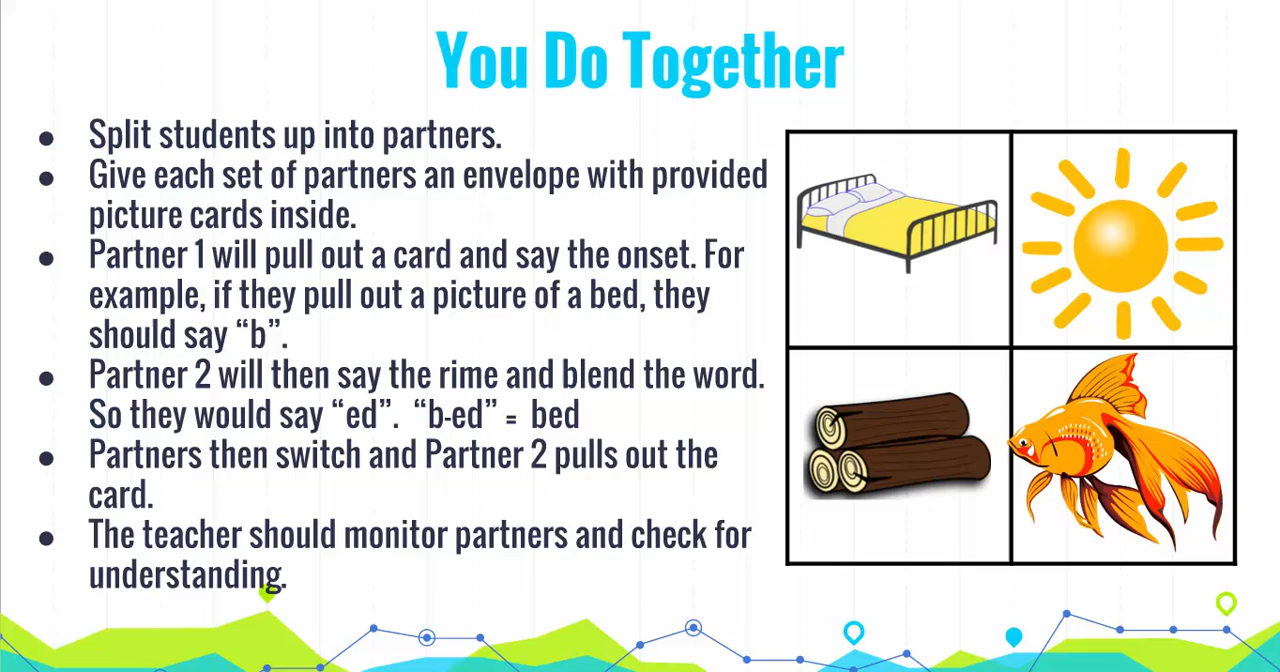 You Do Together
● Split students up into partners.
● Give each set of partners an envelope with provided
picture cards inside.
● Partner 1 will pull out a card and say the onset. For
example, if they pull out a picture of a bed, they
should say “b”.
● Partner 2 will then say the rime and blend the word.
So they would say “ed”. “b-ed” = bed
● Partners then switch and Partner 2 pulls out the
card.
● The teacher should monitor partners and check for
understanding.